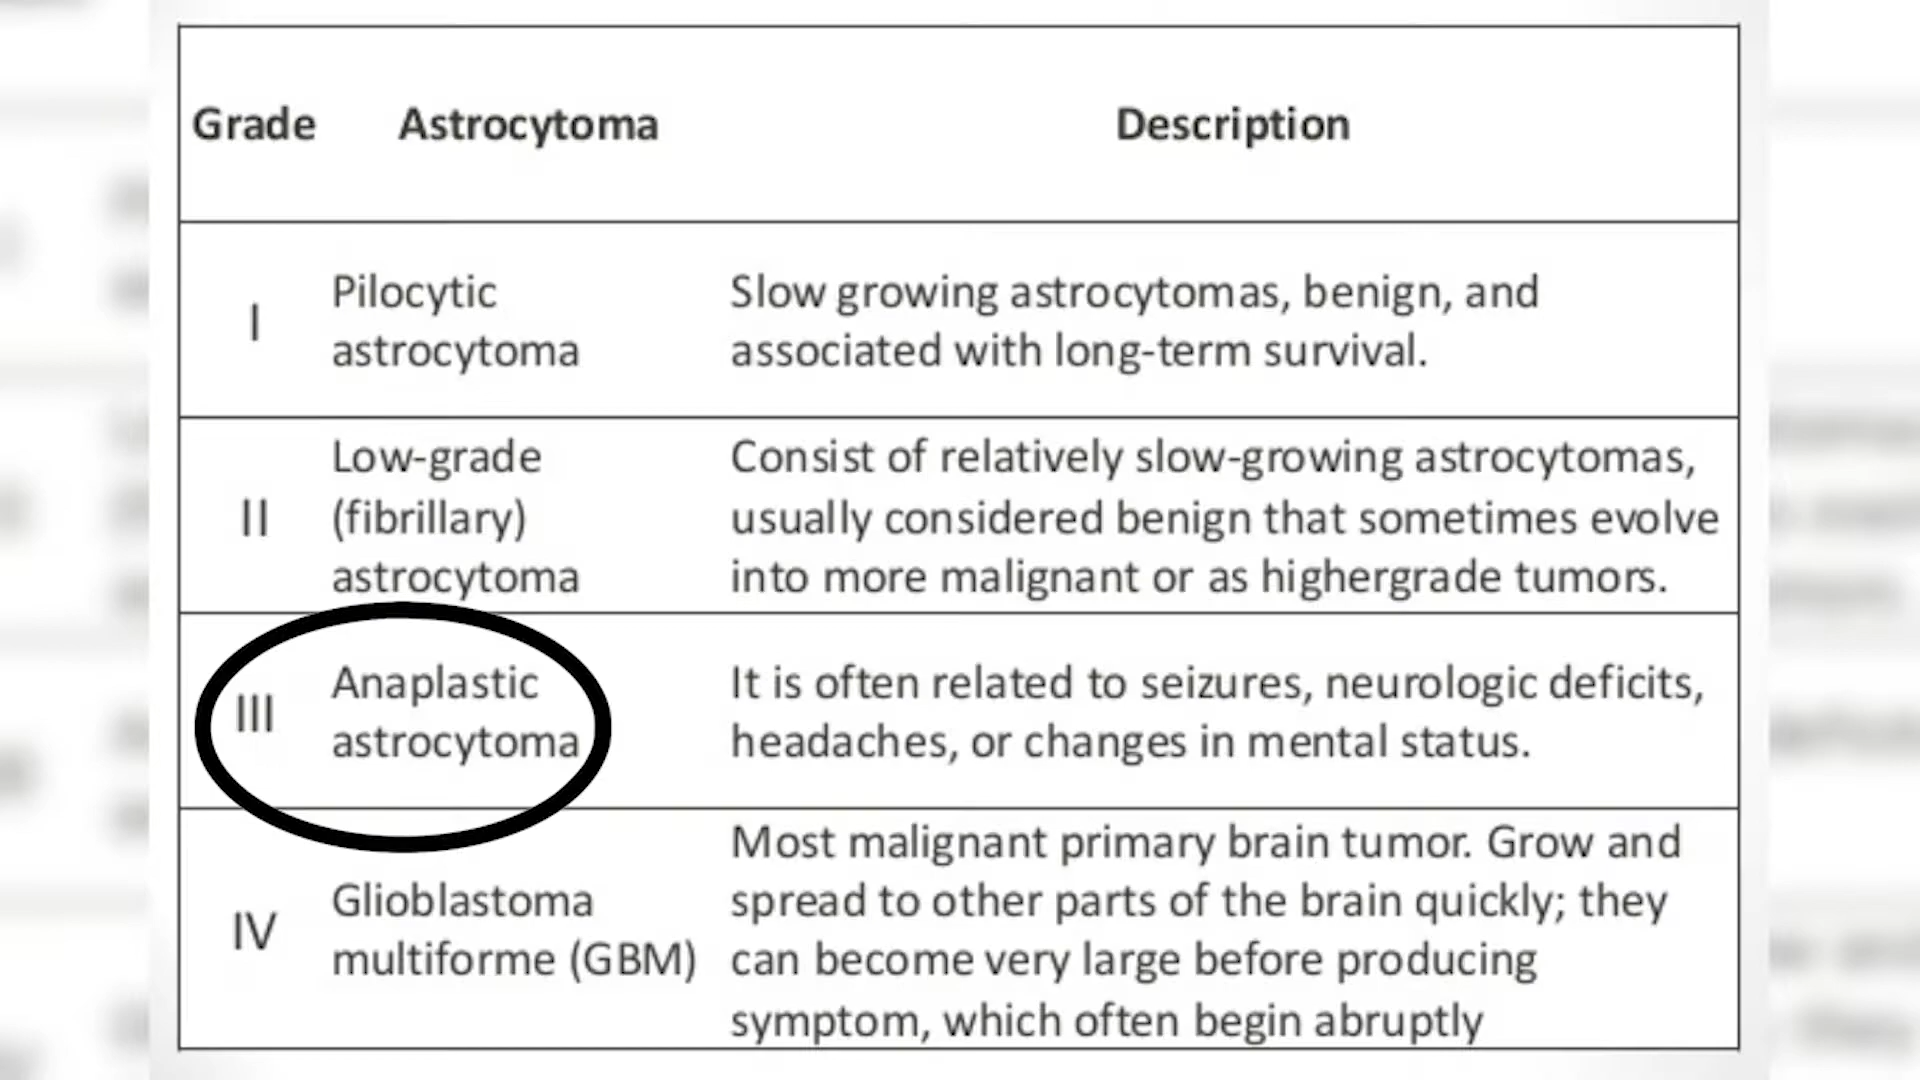 Grade Astrocytoma Description
I
Pilocytic
astrocytoma
Slow growing astrocytomas, benign, and
associated with long-term survival.
II
Low-grade
(fibrillary)
astrocytoma
Consist of relatively slow-growing astrocytomas,
usually considered benign that sometimes evolve
into more malignant or as highergrade tumors.
III
Anaplastic
astrocytoma
It is often related to seizures, neurologic deficits,
headaches, or changes in mental status.
IV
Glioblastoma
multiforme (GBM)
Most malignant primary brain tumor. Grow and
spread to other parts of the brain quickly; they
can become very large before producing
symptom, which often begin abruptly